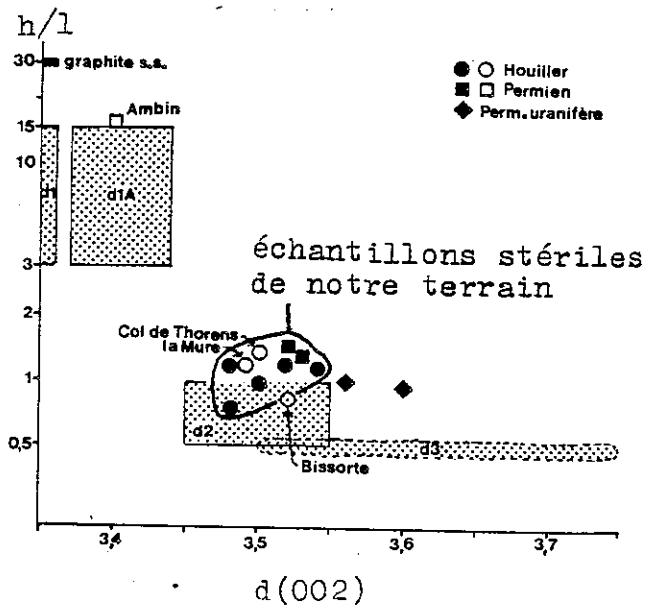 h/l
30
graphite s.s.
Houiller
Permien
Perm.uranifère
Ambin
15
10
d1
d1A
3
échantillons stériles
de notre terrain
2
Col de Thorens
la Mure
1
d2
0,5
d3
Bissorte
3,4
3,5
3,6
3,7
d(002)